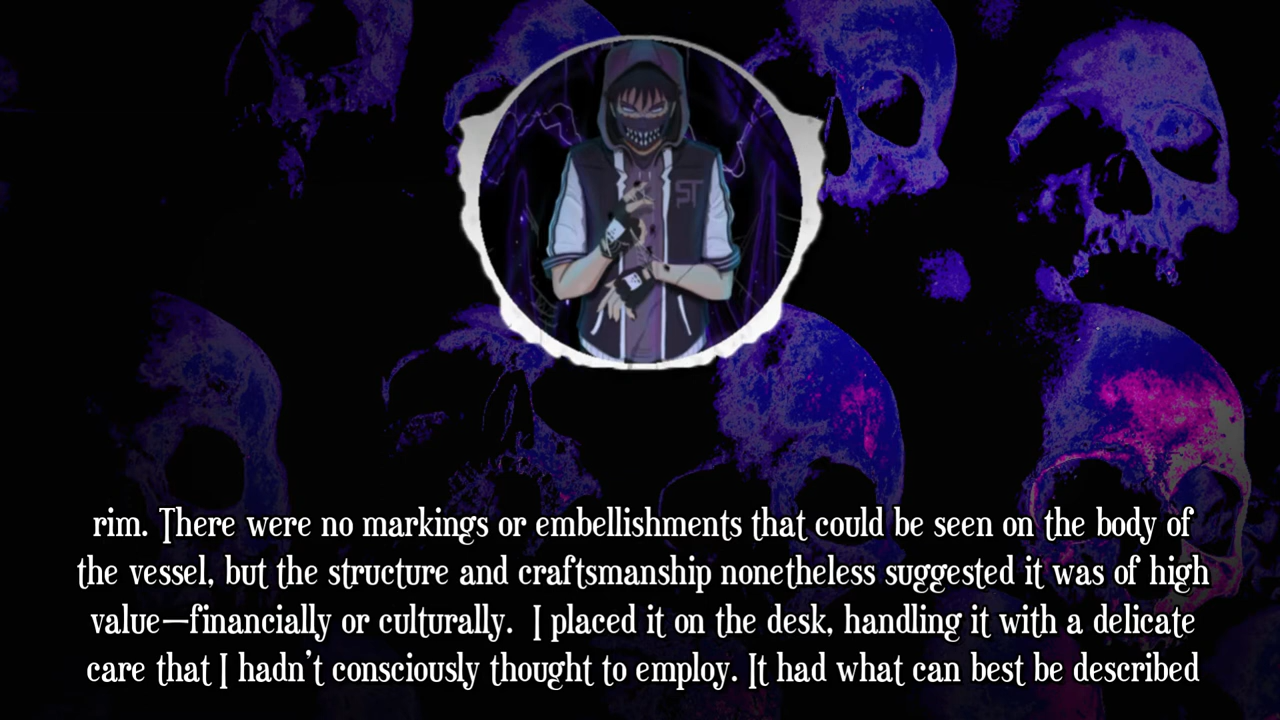 ST
rim. There were no markings or embellishments that could be seen on the body of
the vessel, but the structure and craftsmanship nonetheless suggested it was of high
value—financially or culturally.  I placed it on the desk, handling it with a delicate
care that I hadn't consciously thought to employ. It had what can best be described